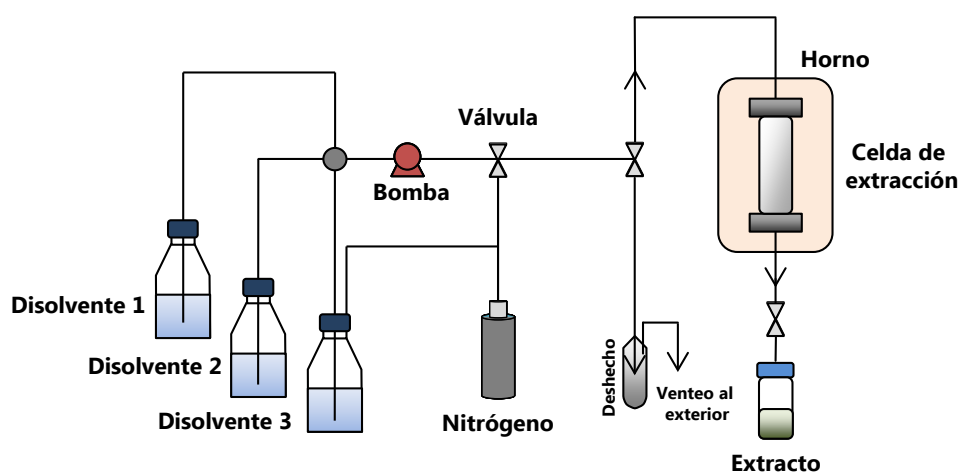 Horno
Válvula
Celda de
extracción
Bomba
Disolvente 1
Disolvente 2
Disolvente 3
Nitrógeno
Deshecho
Venteo al
exterior
Extracto